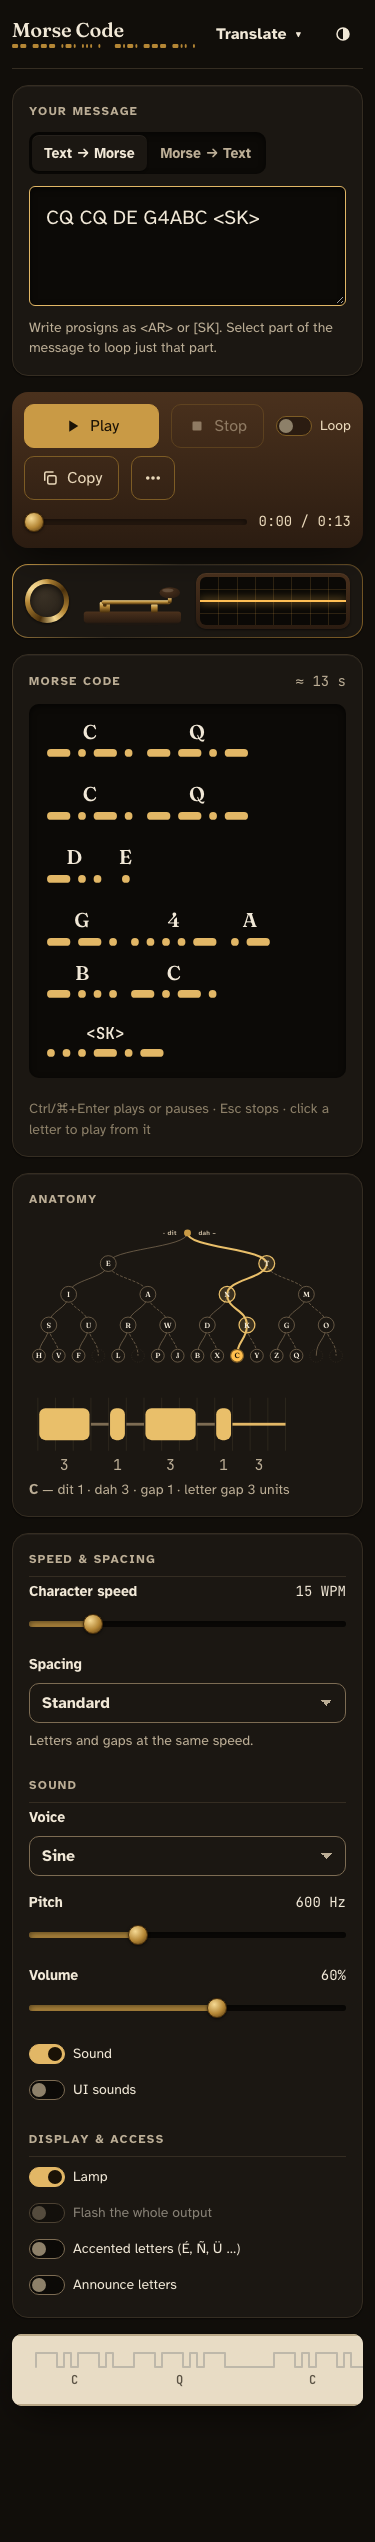 Morse Code
Translate ▾
YOUR MESSAGE
Text → Morse
Morse → Text
CQ CQ DE G4ABC <SK>
Write prosigns as <AR> or [SK]. Select part of the
message to loop just that part.
Play
Stop
Loop
Copy
0:00 / 0:13
MORSE CODE
≈ 13 s
C Q
C Q
D E
G 4 A
B C
<SK>
Ctrl/⌘+Enter plays or pauses · Esc stops · click a
letter to play from it
ANATOMY
· dit dah –
E T
I A N M
S U R W D K G O
H V F L P J B X C Y Z Q
3 1 3 1 3
C — dit 1 · dah 3 · gap 1 · letter gap 3 units
SPEED & SPACING
Character speed 15 WPM
Spacing
Standard
Letters and gaps at the same speed.
SOUND
Voice
Sine
Pitch 600 Hz
Volume 60%
Sound
UI sounds
DISPLAY & ACCESS
Lamp
Flash the whole output
Accented letters (É, Ñ, Ü …)
Announce letters
C Q C